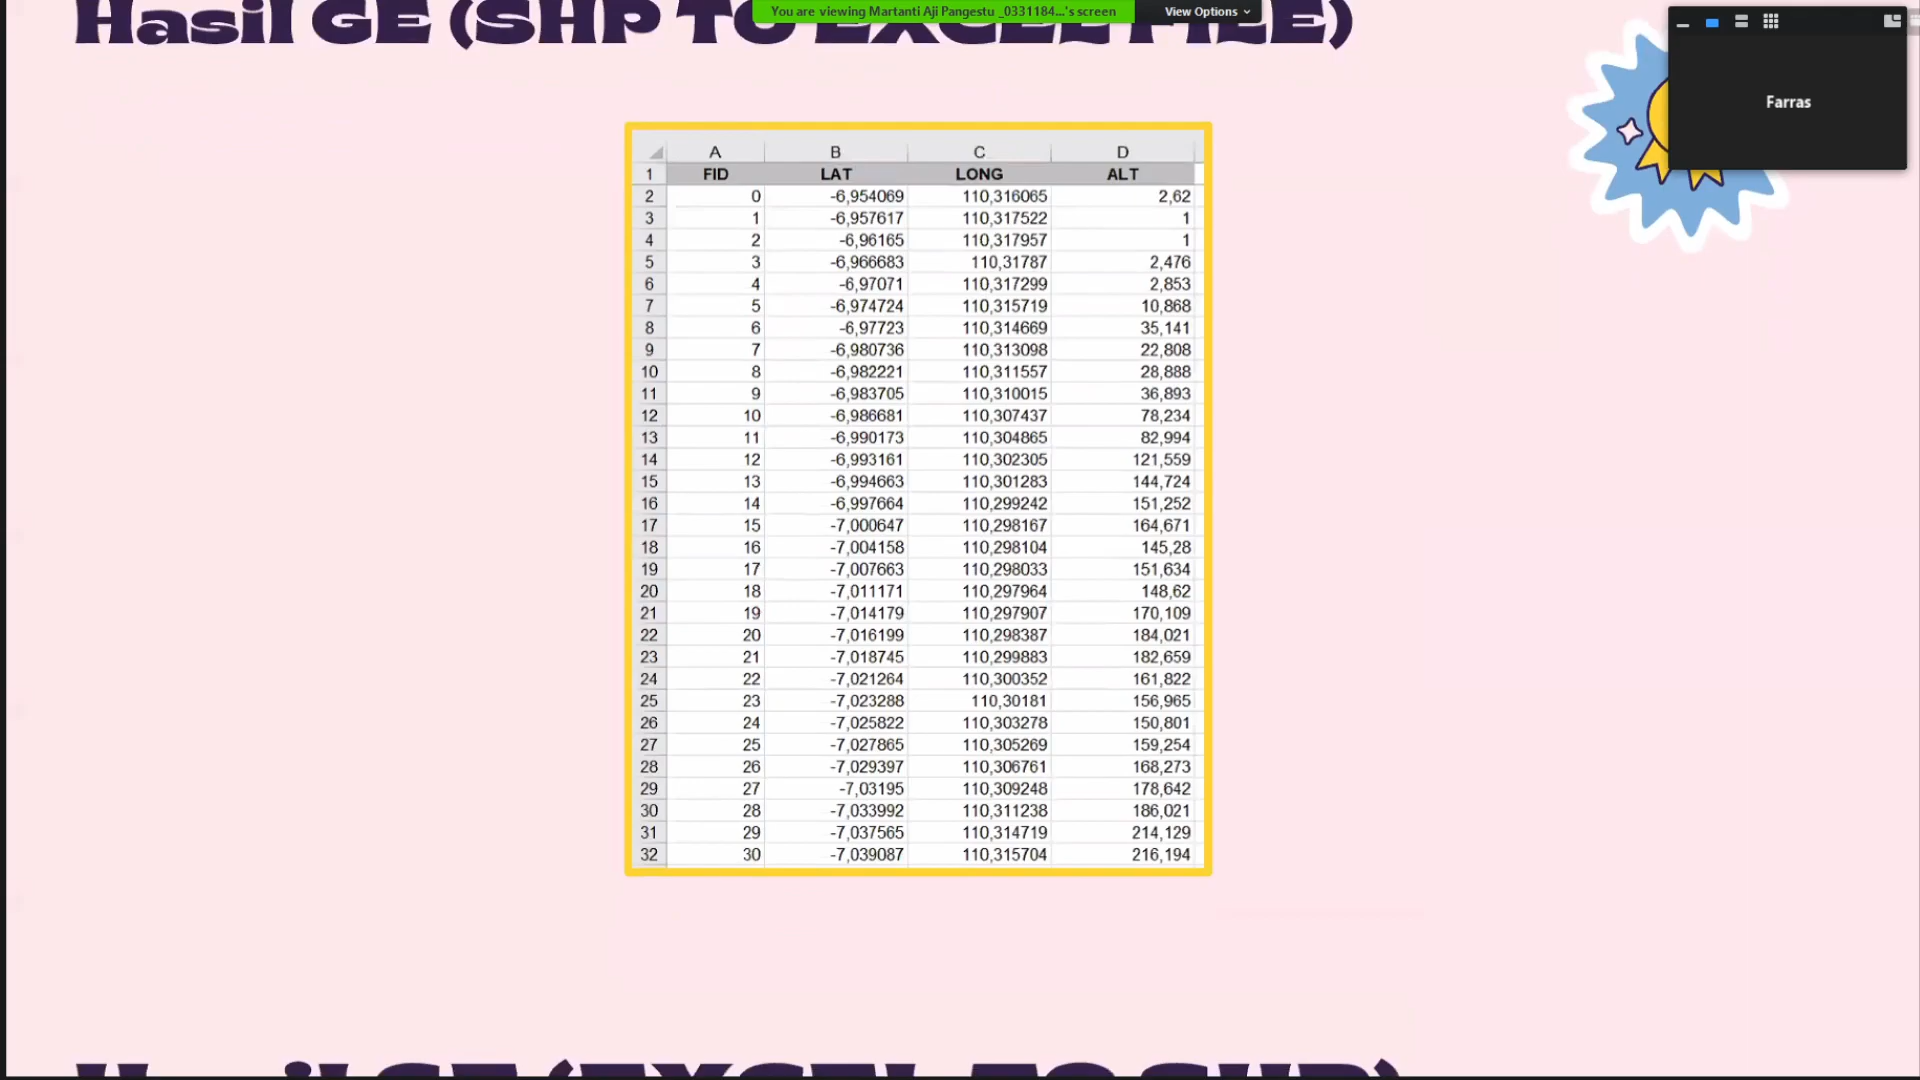 You are viewing Martanti Aji Pangestu _0331184...'s screen
View Options
Hasil GE (SHP TO EXCEL FILE)
Farras
A B C D
1 FID LAT LONG ALT
2 0 -6,954069 110,316065 2,62
3 1 -6,957617 110,317522 1
4 2 -6,96165 110,317957 1
5 3 -6,966683 110,31787 2,476
6 4 -6,97071 110,317299 2,853
7 5 -6,974724 110,315719 10,868
8 6 -6,97723 110,314669 35,141
9 7 -6,980736 110,313098 22,808
10 8 -6,982221 110,311557 28,888
11 9 -6,983705 110,310015 36,893
12 10 -6,986681 110,307437 78,234
13 11 -6,990173 110,304865 82,994
14 12 -6,993161 110,302305 121,559
15 13 -6,994663 110,301283 144,724
16 14 -6,997664 110,299242 151,252
17 15 -7,000647 110,298167 164,671
18 16 -7,004158 110,298104 145,28
19 17 -7,007663 110,298033 151,634
20 18 -7,011171 110,297964 148,62
21 19 -7,014179 110,297907 170,109
22 20 -7,016199 110,298387 184,021
23 21 -7,018745 110,299883 182,659
24 22 -7,021264 110,300352 161,822
25 23 -7,023288 110,30181 156,965
26 24 -7,025822 110,303278 150,801
27 25 -7,027865 110,305269 159,254
28 26 -7,029397 110,306761 168,273
29 27 -7,03195 110,309248 178,642
30 28 -7,033992 110,311238 186,021
31 29 -7,037565 110,314719 214,129
32 30 -7,039087 110,315704 216,194